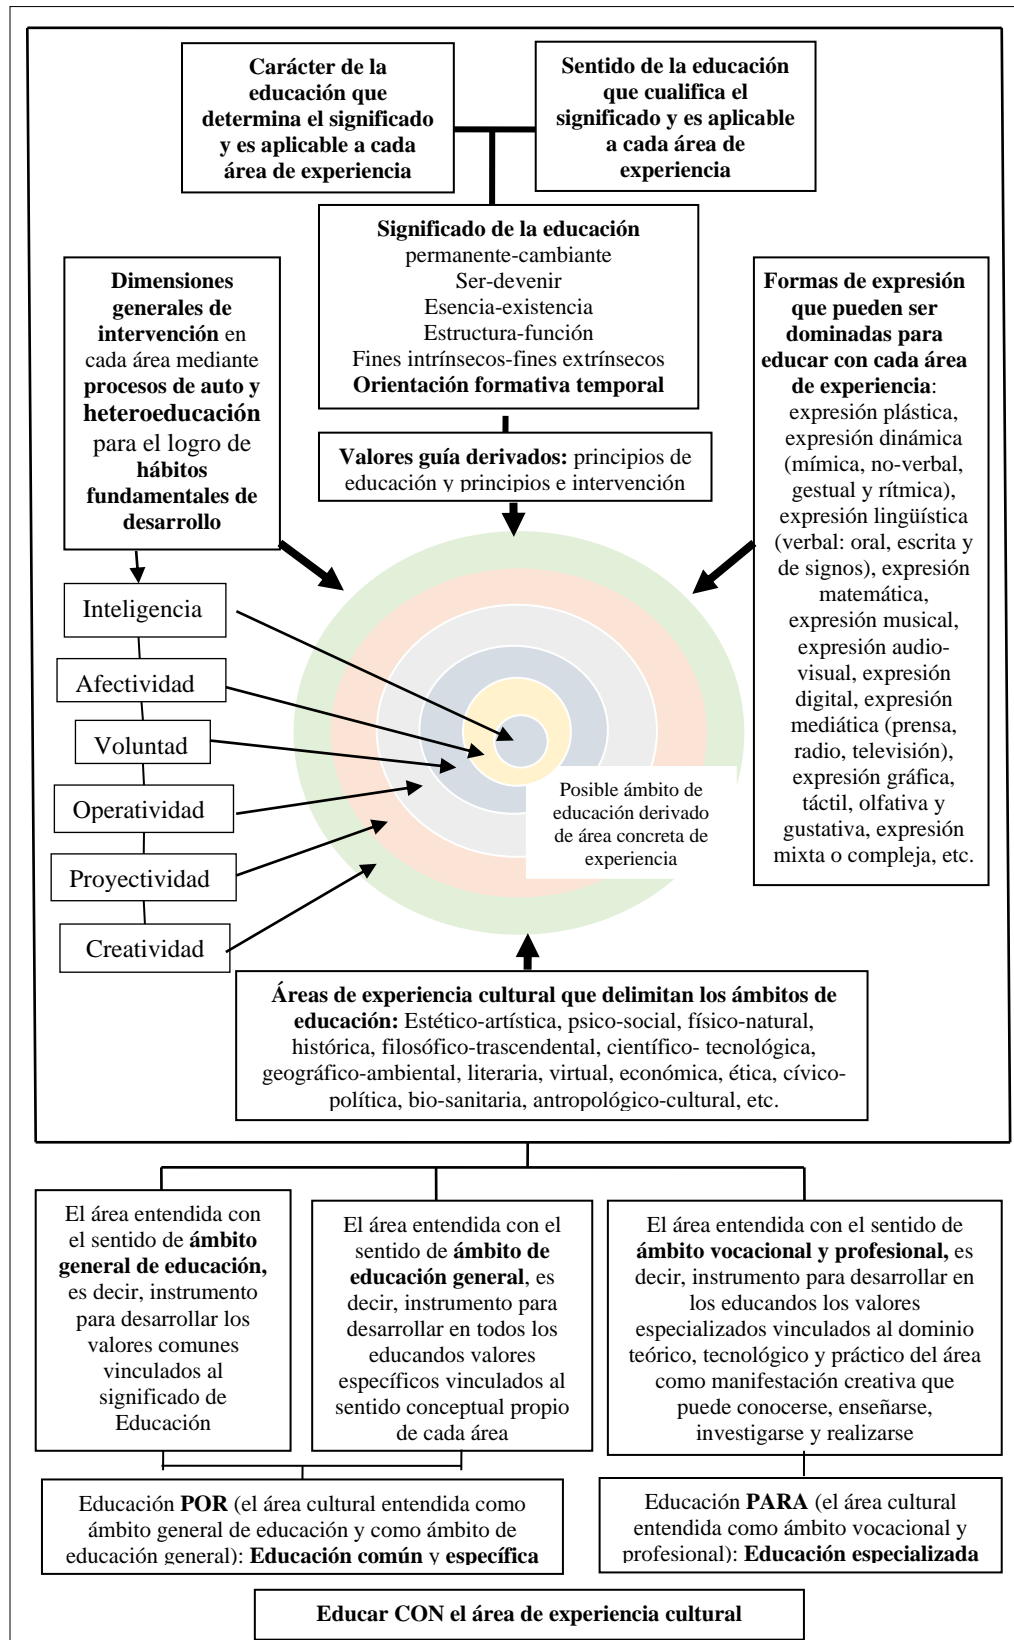 Carácter de la
educación que
determina el significado
y es aplicable a cada
área de experiencia
Sentido de la educación
que cualifica el
significado y es aplicable
a cada área de
experiencia
Significado de la educación
permanente-cambiante
Ser-devenir
Esencia-existencia
Estructura-función
Fines intrínsecos-fines extrínsecos
Orientación formativa temporal
Dimensiones
generales de
intervención en
cada área mediante
procesos de auto y
heteroeducación
para el logro de
hábitos
fundamentales de
desarrollo
Formas de expresión
que pueden ser
dominadas para
educar con cada área
de experiencia:
expresión plástica,
expresión dinámica
(mímica, no-verbal,
gestual y rítmica),
expresión lingüística
(verbal: oral, escrita y
de signos), expresión
matemática,
expresión musical,
expresión audio-
visual, expresión
digital, expresión
mediática (prensa,
radio, televisión),
expresión gráfica,
táctil, olfativa y
gustativa, expresión
mixta o compleja, etc.
Valores guía derivados: principios de
educación y principios e intervención
Inteligencia
Afectividad
Voluntad
Operatividad
Proyectividad
Creatividad
Posible ámbito de
educación derivado
de área concreta de
experiencia
Áreas de experiencia cultural que delimitan los ámbitos de
educación: Estético-artística, psico-social, físico-natural,
histórica, filosófico-trascendental, científico- tecnológica,
geográfico-ambiental, literaria, virtual, económica, ética, cívico-
política, bio-sanitaria, antropológico-cultural, etc.
El área entendida con
el sentido de ámbito
general de educación,
es decir, instrumento
para desarrollar los
valores comunes
vinculados al
significado de
Educación
El área entendida con el
sentido de ámbito de
educación general, es
decir, instrumento para
desarrollar en todos los
educandos valores
específicos vinculados al
sentido conceptual propio
de cada área
El área entendida con el sentido de
ámbito vocacional y profesional, es
decir, instrumento para desarrollar en
los educandos los valores
especializados vinculados al dominio
teórico, tecnológico y práctico del área
como manifestación creativa que
puede conocerse, enseñarse,
investigarse y realizarse
Educación POR (el área cultural entendida como
ámbito general de educación y como ámbito de
educación general): Educación común y específica
Educación PARA (el área cultural
entendida como ámbito vocacional y
profesional): Educación especializada
Educar CON el área de experiencia cultural